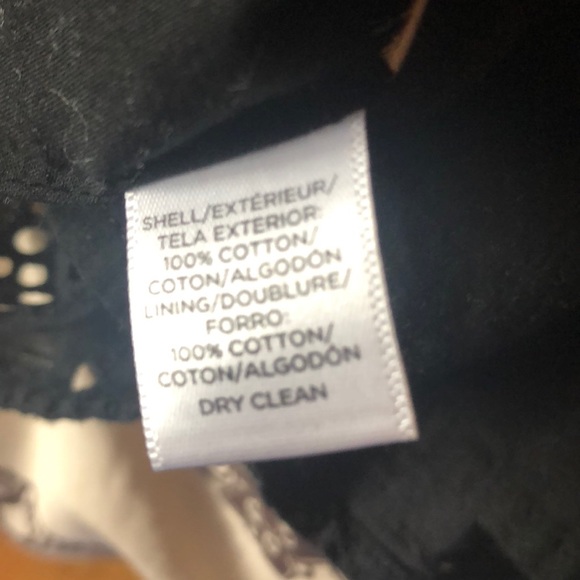 SHELL/EXTÉRIEUR/
TELA EXTERIOR:
100% COTTON/
COTON/ALGODÓN
LINING/DOUBLURE/
FORRO:
100% COTTON/
COTON/ALGODÓN
DRY CLEAN